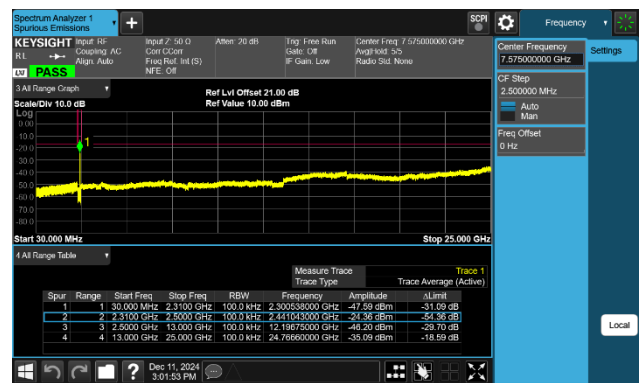 Spectrum Analyzer 1
Spurious Emissions
SCPI
Frequency
KEYSIGHT
Input: RF
Coupling: AC
Align: Auto
Input Z: 50 Ω
Corr CCorr
Freq Ref: Int (S)
NFE: Off
Atten: 20 dB
Trig: Free Run
Gate: Off
IF Gain: Low
Center Freq: 7.575000000 GHz
Avg|Hold: 5/5
Radio Std: None
R L
LV PASS
Center Frequency
7.575000000 GHz
Settings
CF Step
2.500000 MHz
Auto
Man
Freq Offset
0 Hz
3 All Range Graph
Scale/Div 10.0 dB
Ref Lvl Offset 21.00 dB
Ref Value 10.00 dBm
Log
0.00
-10.0
-20.0
-30.0
-40.0
-50.0
-60.0
-70.0
-80.0
1
Start 30.000 MHz
Stop 25.000 GHz
4 All Range Table
Measure Trace Trace 1
Trace Type Trace Average (Active)
Spur Range Start Freq Stop Freq RBW Frequency Amplitude ΔLimit
1 1 30.000 MHz 2.3100 GHz 100.0 kHz 2.300538000 GHz -47.59 dBm -31.09 dB
2 2 2.3100 GHz 2.5000 GHz 100.0 kHz 2.441043000 GHz -24.36 dBm -54.36 dB
3 3 2.5000 GHz 13.000 GHz 100.0 kHz 12.19675000 GHz -46.20 dBm -29.70 dB
4 4 13.000 GHz 25.000 GHz 100.0 kHz 24.76660000 GHz -35.09 dBm -18.59 dB
Local
?
Dec 11, 2024
3:01:53 PM